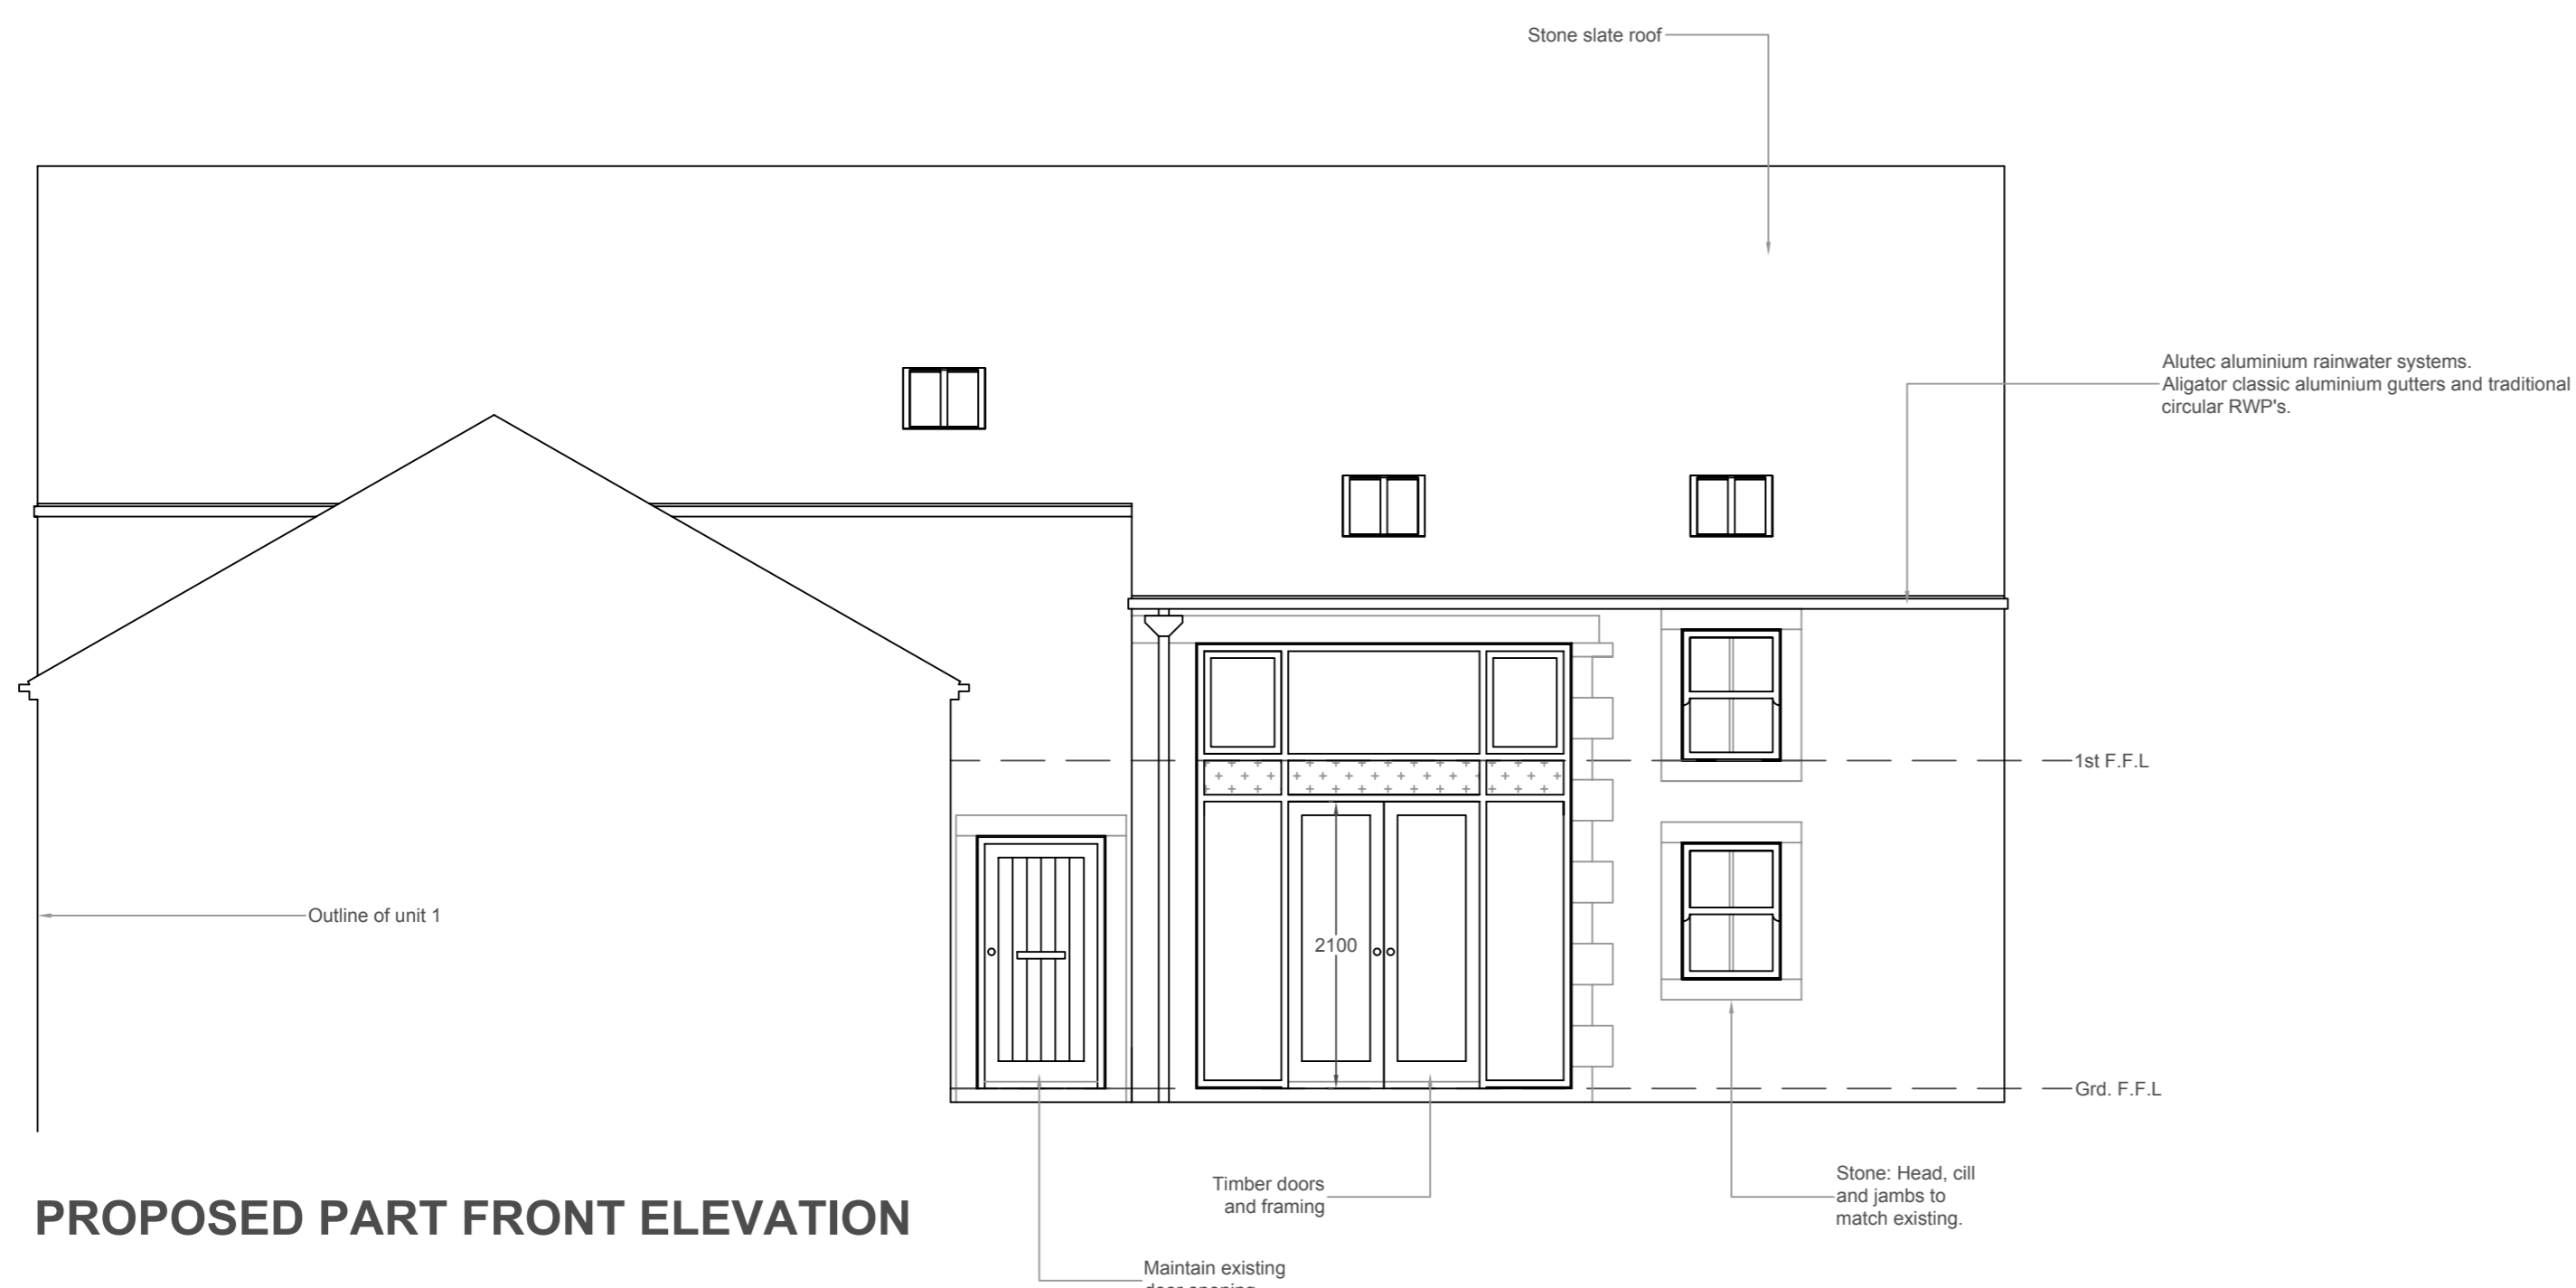 Stone slate roof
Alutec aluminium rainwater systems.
Aligator classic aluminium gutters and traditional
circular RWP's.
1st F.F.L
Outline of unit 1
2100
Grd. F.F.L
Timber doors
and framing
Stone: Head, cill
and jambs to
match existing.
PROPOSED PART FRONT ELEVATION
Maintain existing
door opening